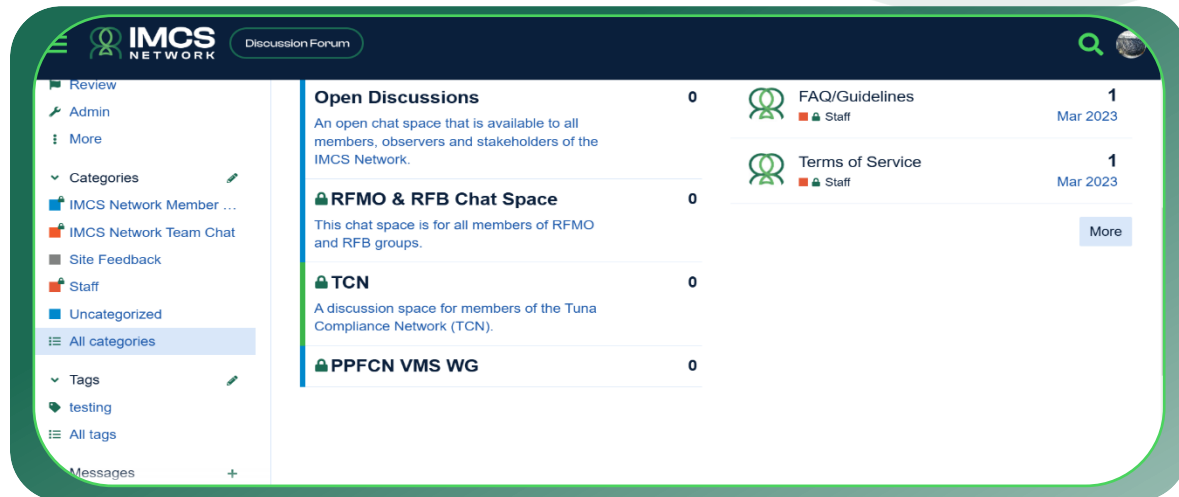 IMCS
NETWORK
Discussion Forum
Review
Admin
More
Categories
IMCS Network Member ...
IMCS Network Team Chat
Site Feedback
Staff
Uncategorized
All categories
Tags
testing
All tags
Messages
Open Discussions 0
An open chat space that is available to all
members, observers and stakeholders of the
IMCS Network.
RFMO & RFB Chat Space 0
This chat space is for all members of RFMO
and RFB groups.
TCN 0
A discussion space for members of the Tuna
Compliance Network (TCN).
PPFCN VMS WG 0
FAQ/Guidelines 1
Staff Mar 2023
Terms of Service 1
Staff Mar 2023
More